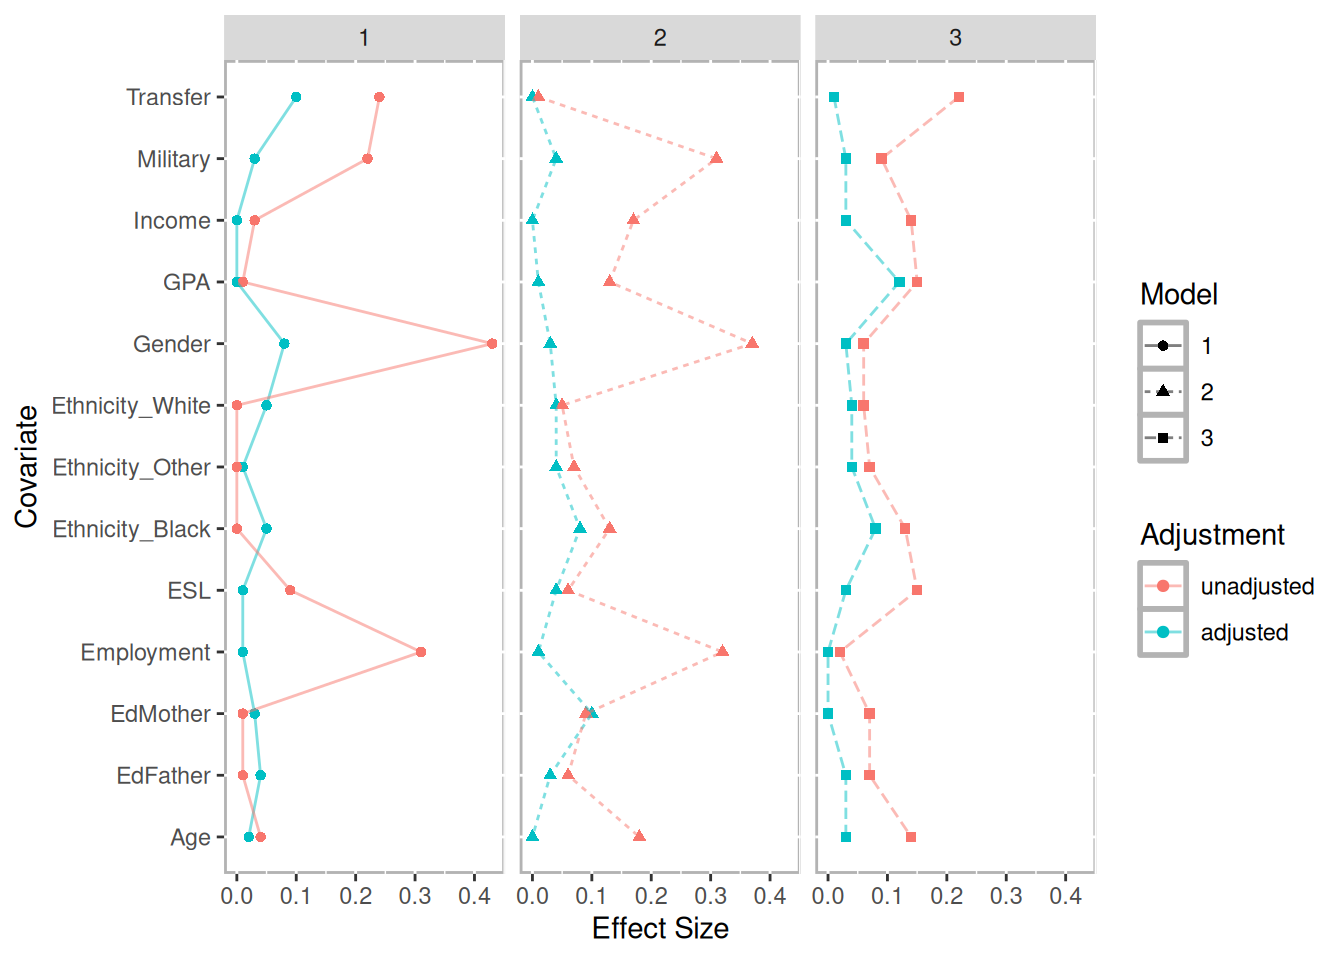 1 2 3
Transfer
Military
Income
GPA
Gender
Ethnicity_White
Ethnicity_Other
Ethnicity_Black
ESL
Employment
EdMother
EdFather
Age
Covariate
0.0 0.1 0.2 0.3 0.4 0.0 0.1 0.2 0.3 0.4 0.0 0.1 0.2 0.3 0.4
Effect Size
Model
1
2
3
Adjustment
unadjusted
adjusted